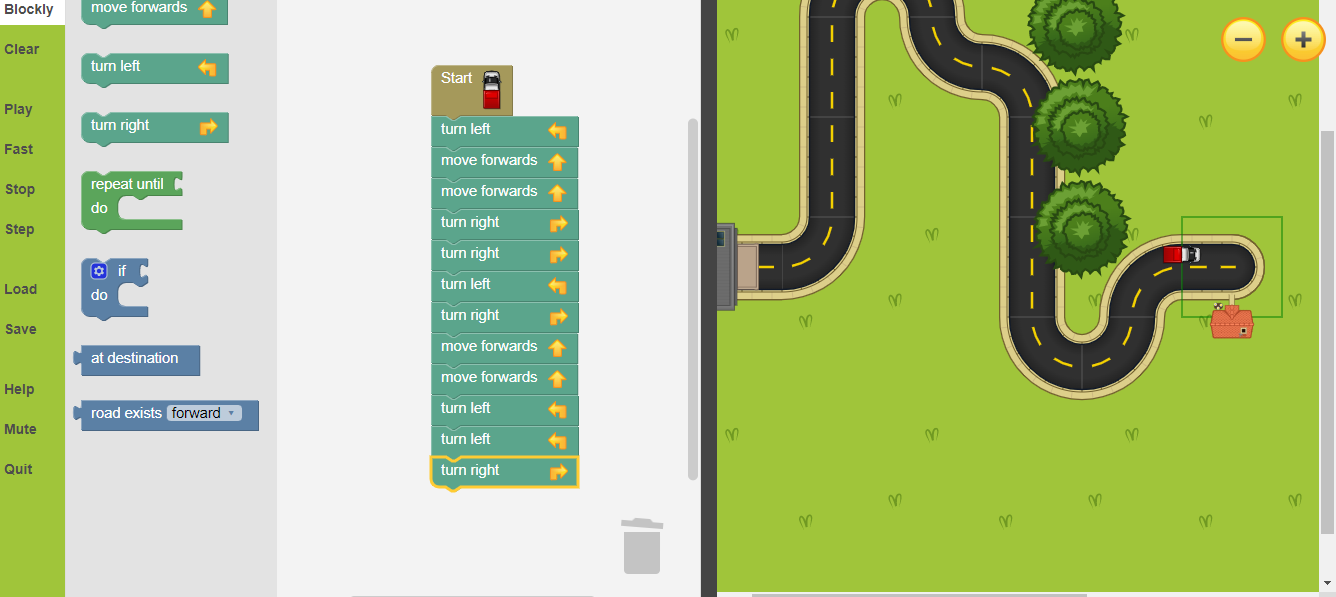 Blockly
Clear
Play
Fast
Stop
Step
Load
Save
Help
Mute
Quit
move forwards
turn left
turn right
repeat until
do
if
do
at destination
road exists forward
Start
turn left
move forwards
move forwards
turn right
turn right
turn left
turn right
move forwards
move forwards
turn left
turn left
turn right